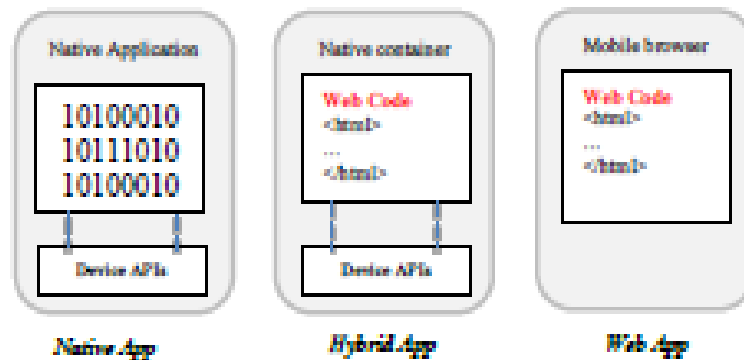 Native Application
10100010
10111010
10100010
Device APIs
Native App
Native container
Web Code
<html>
...
</html>
Device APIs
Hybrid App
Mobile browser
Web Code
<html>
...
</html>
Web App